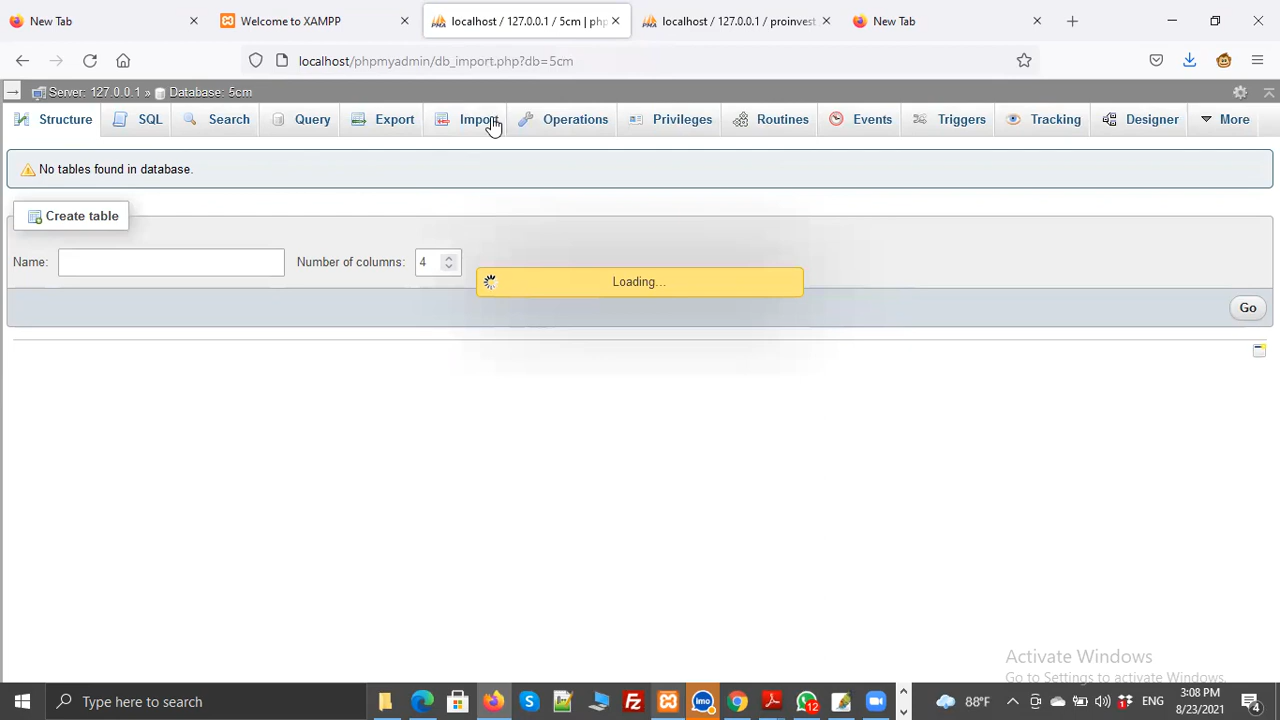 New Tab
Welcome to XAMPP
localhost / 127.0.0.1 / 5cm | php
localhost / 127.0.0.1 / proinvest
New Tab
localhost/phpmyadmin/db_import.php?db=5cm
Server: 127.0.0.1 » Database: 5cm
Structure SQL Search Query Export Import Operations Privileges Routines Events Triggers Tracking Designer More
No tables found in database.
Create table
Name: Number of columns: 4
Loading...
Go
Activate Windows
Go to Settings to activate Windows.
Type here to search
imo
12
88°F
ENG
3:08 PM
8/23/2021
4